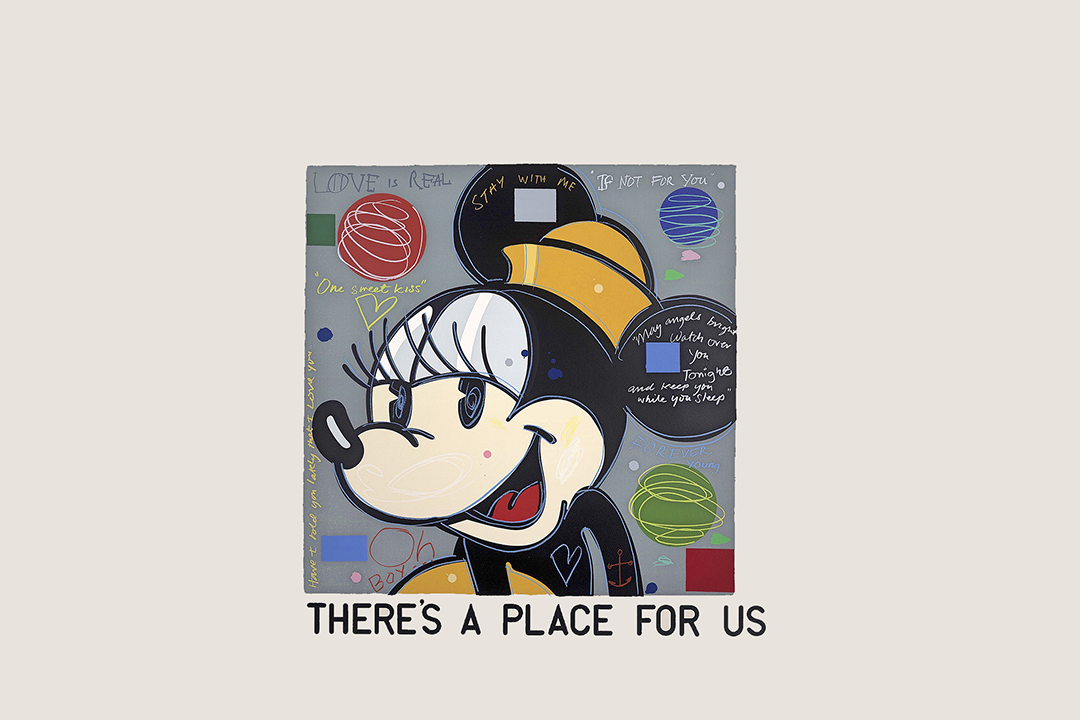 LOVE is REAL
STAY WITH ME
"If NOT FOR YOU"
"One sweet kiss"
"May angels bright
Watch over
You
Tonight
and keep you
while you sleep"
FOREVER
young
Have I told you lately that I Love you
Oh
BOY
THERE'S A PLACE FOR US